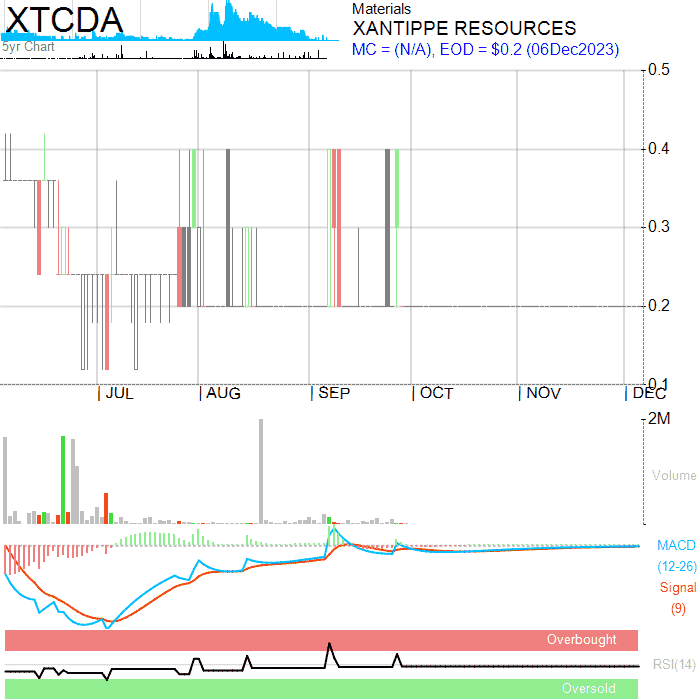 XTCDA
5yr Chart
Materials
XANTIPPE RESOURCES
MC = (N/A), EOD = $0.2 (06Dec2023)
0.5
0.4
0.3
0.2
0.1
JUL AUG SEP OCT NOV DEC
2M
Volume
MACD
(12-26)
Signal
(9)
Overbought
RSI(14)
Oversold